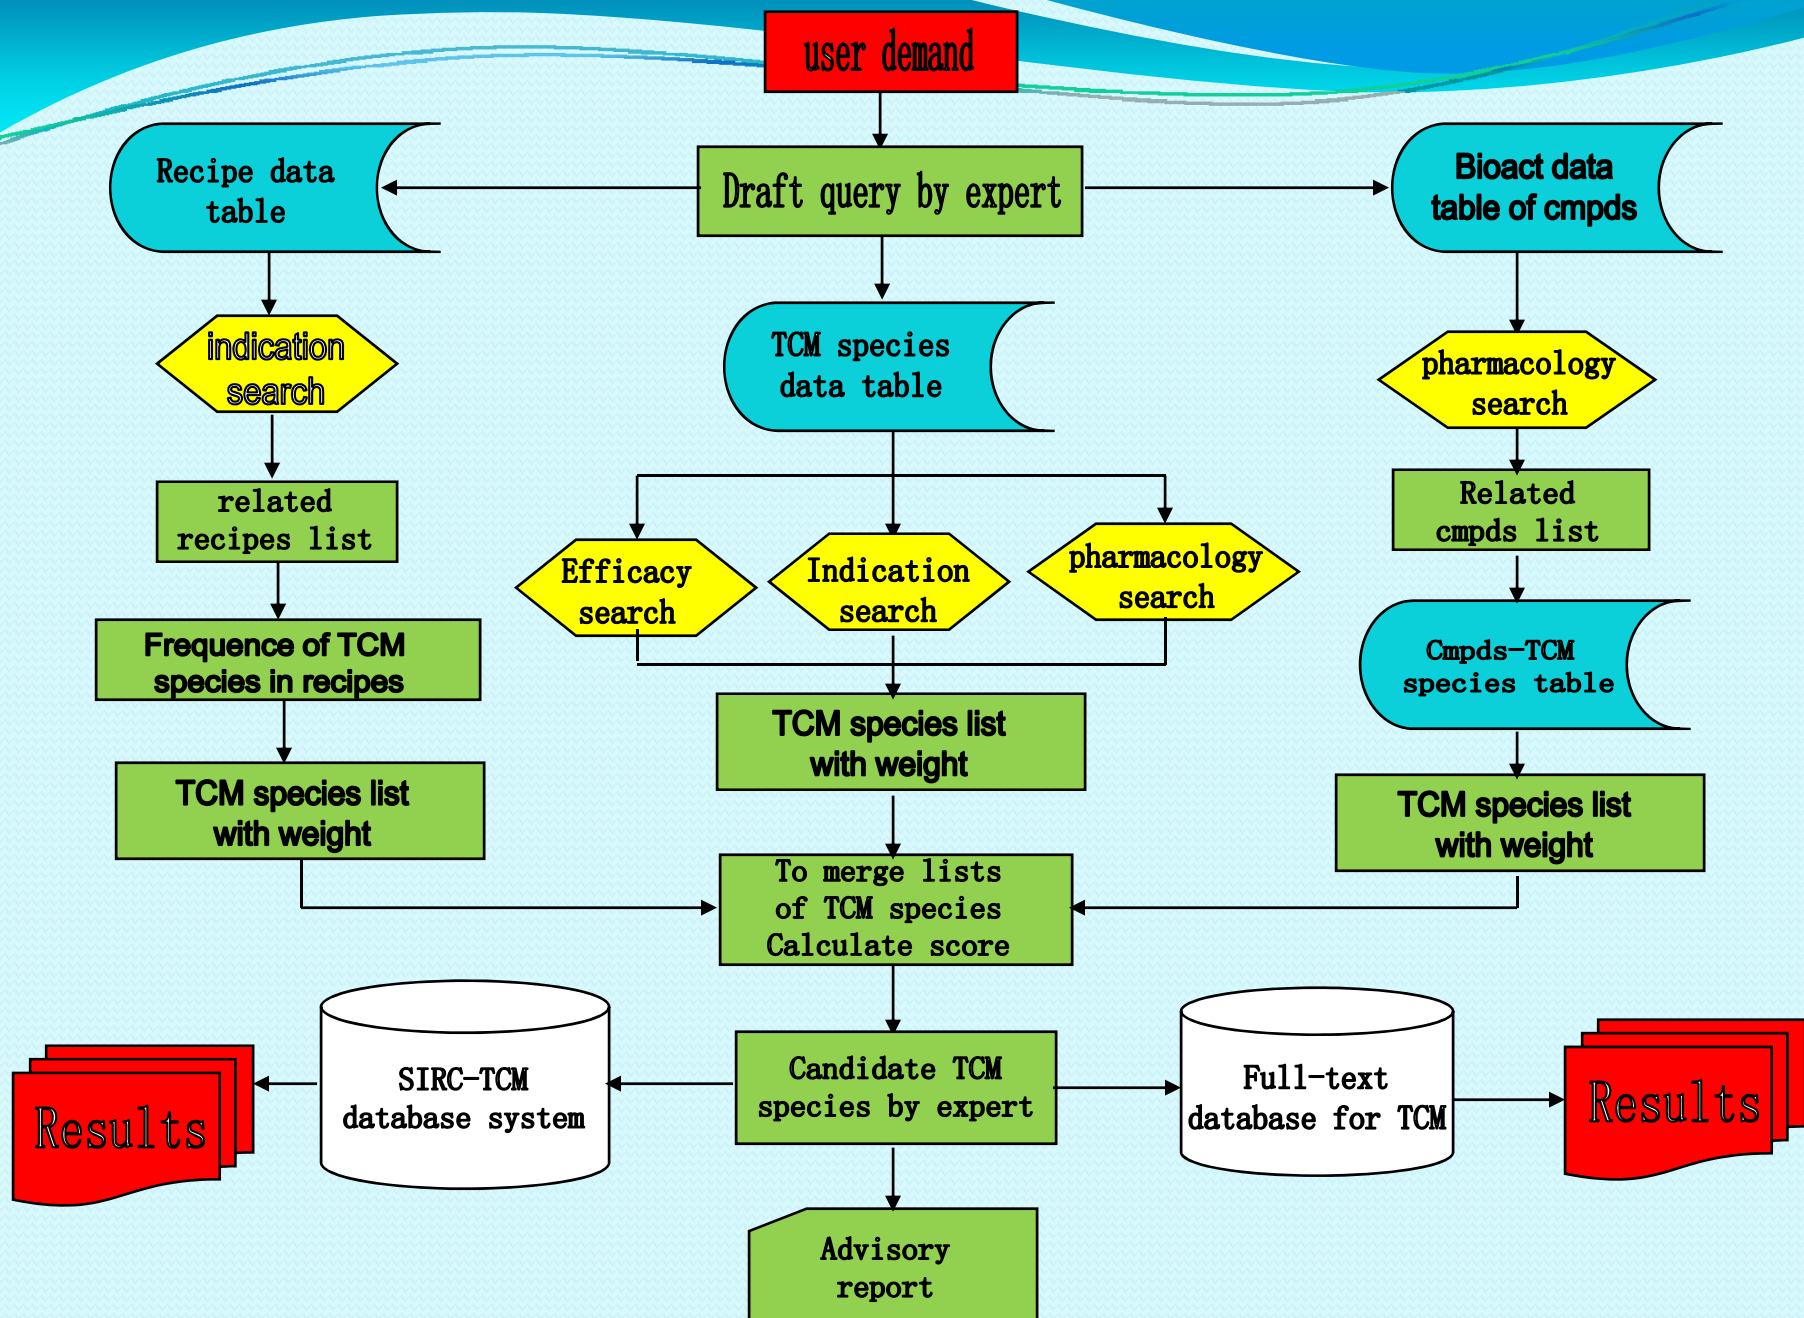 user demand
Draft query by expert
Recipe data
table
Bioact data
table of cmpds
indication
search
TCM species
data table
pharmacology
search
related
recipes list
Efficacy
search
Indication
search
pharmacology
search
Related
cmpds list
Frequence of TCM
species in recipes
Cmpds-TCM
species table
TCM species list
with weight
TCM species list
with weight
TCM species list
with weight
To merge lists
of TCM species
Calculate score
Results
SIRC-TCM
database system
Candidate TCM
species by expert
Full-text
database for TCM
Results
Advisory
report